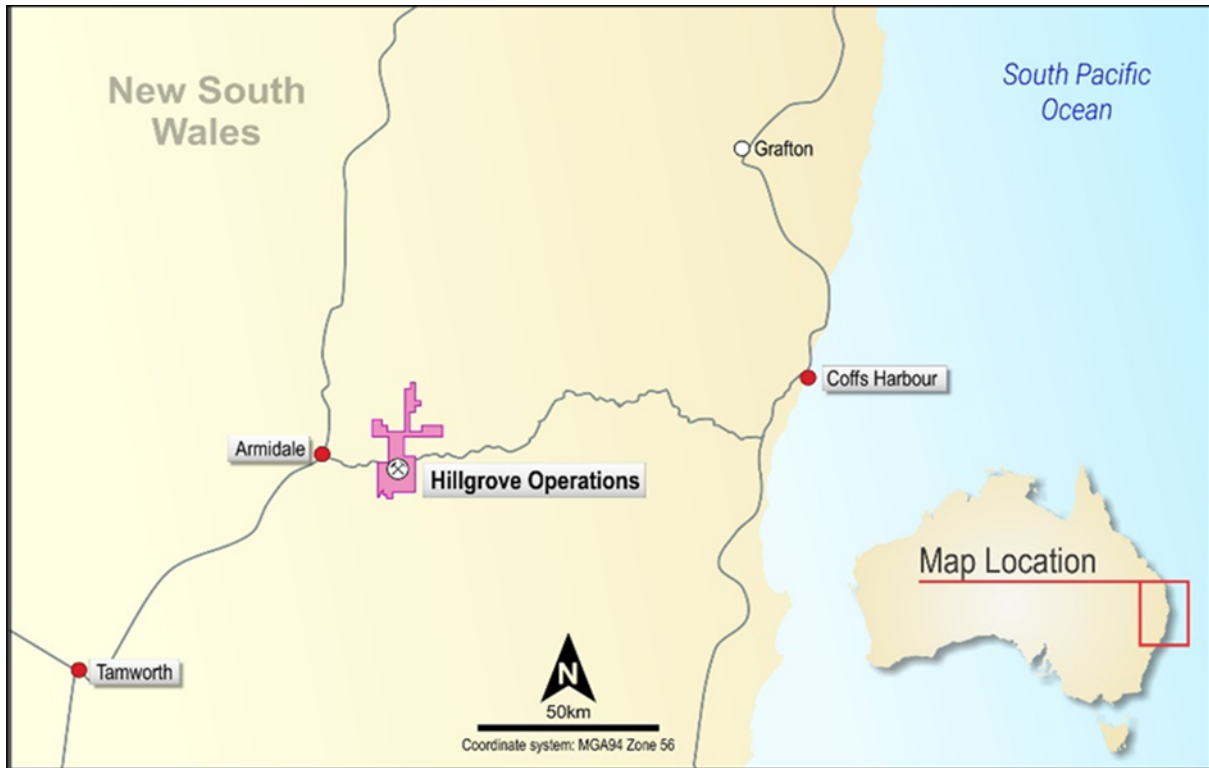 New South
Wales
South Pacific
Ocean
Grafton
Coffs Harbour
Armidale
Hillgrove Operations
Map Location
Tamworth
N
50km
Coordinate system: MGA94 Zone 56